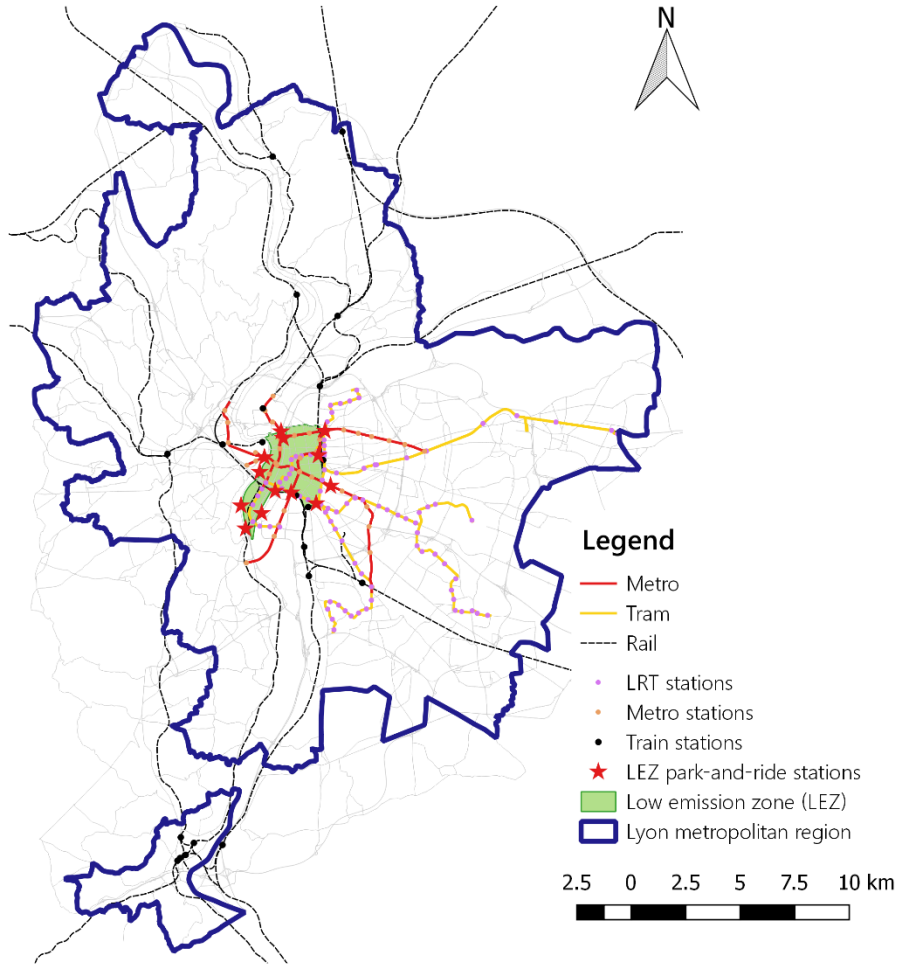 N
Legend
Metro
Tram
Rail
LRT stations
Metro stations
Train stations
LEZ park-and-ride stations
Low emission zone (LEZ)
Lyon metropolitan region
2.5 0 2.5 5 7.5 10 km